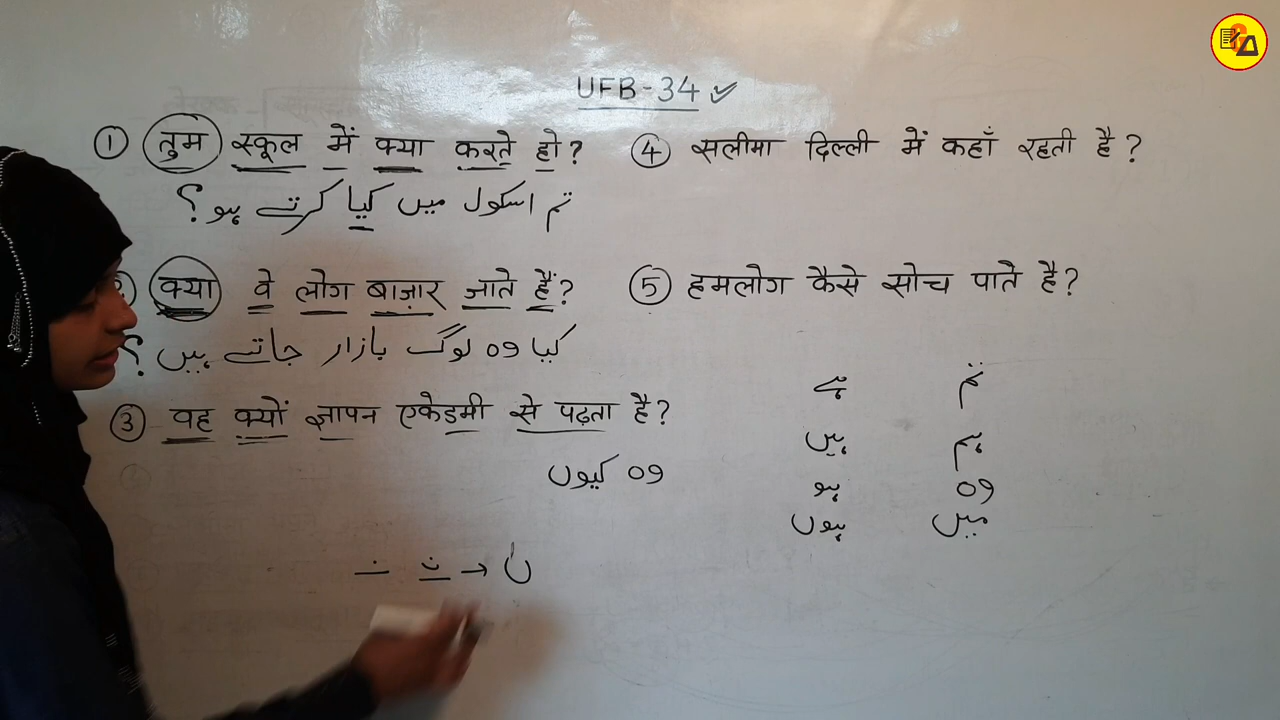 UFB-34 ✓
① तुम स्कूल में क्या करते हो?
تم اسکول میں کیا کرتے ہو؟
क्या वे लोग बाज़ार जाते हैं?
کیا وہ لوگ بازار جاتے ہیں؟
③ वह क्यों ज्ञापन एकेडमी से पढ़ता है?
وہ کیوں
④ सलीमा दिल्ली में कहाँ रहती है?
⑤ हमलोग कैसे सोच पाते है?
تم ہے
ہم ہیں
وہ ہو
میں ہوں